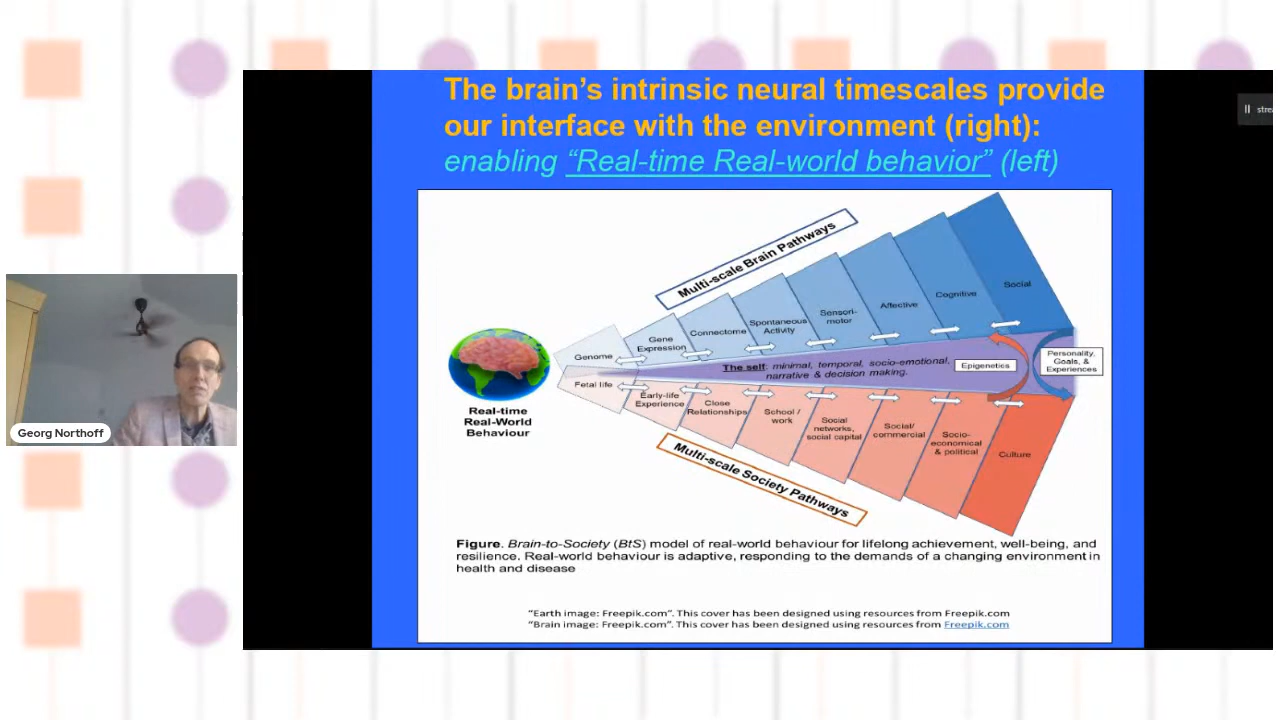 The brain's intrinsic neural timescales provide
our interface with the environment (right):
enabling "Real-time Real-world behavior" (left)
Multi-scale Brain Pathways
Genome
Gene
Expression
Connectome
Spontaneous
Activity
Sensori-
motor
Affective
Cognitive
Social
The self: minimal, temporal, socio-emotional,
narrative & decision making.
Epigenetics
Personality,
Goals, &
Experiences
Real-time
Real-World
Behaviour
Fetal life
Early-life
Experience
Close
Relationships
School /
work
Social
networks,
social capital
Social/
commercial
Socio-
economical
& political
Culture
Multi-scale Society Pathways
Figure. Brain-to-Society (BtS) model of real-world behaviour for lifelong achievement, well-being, and
resilience. Real-world behaviour is adaptive, responding to the demands of a changing environment in
health and disease
"Earth image: Freepik.com". This cover has been designed using resources from Freepik.com
"Brain image: Freepik.com". This cover has been designed using resources from Freepik.com
Georg Northoff